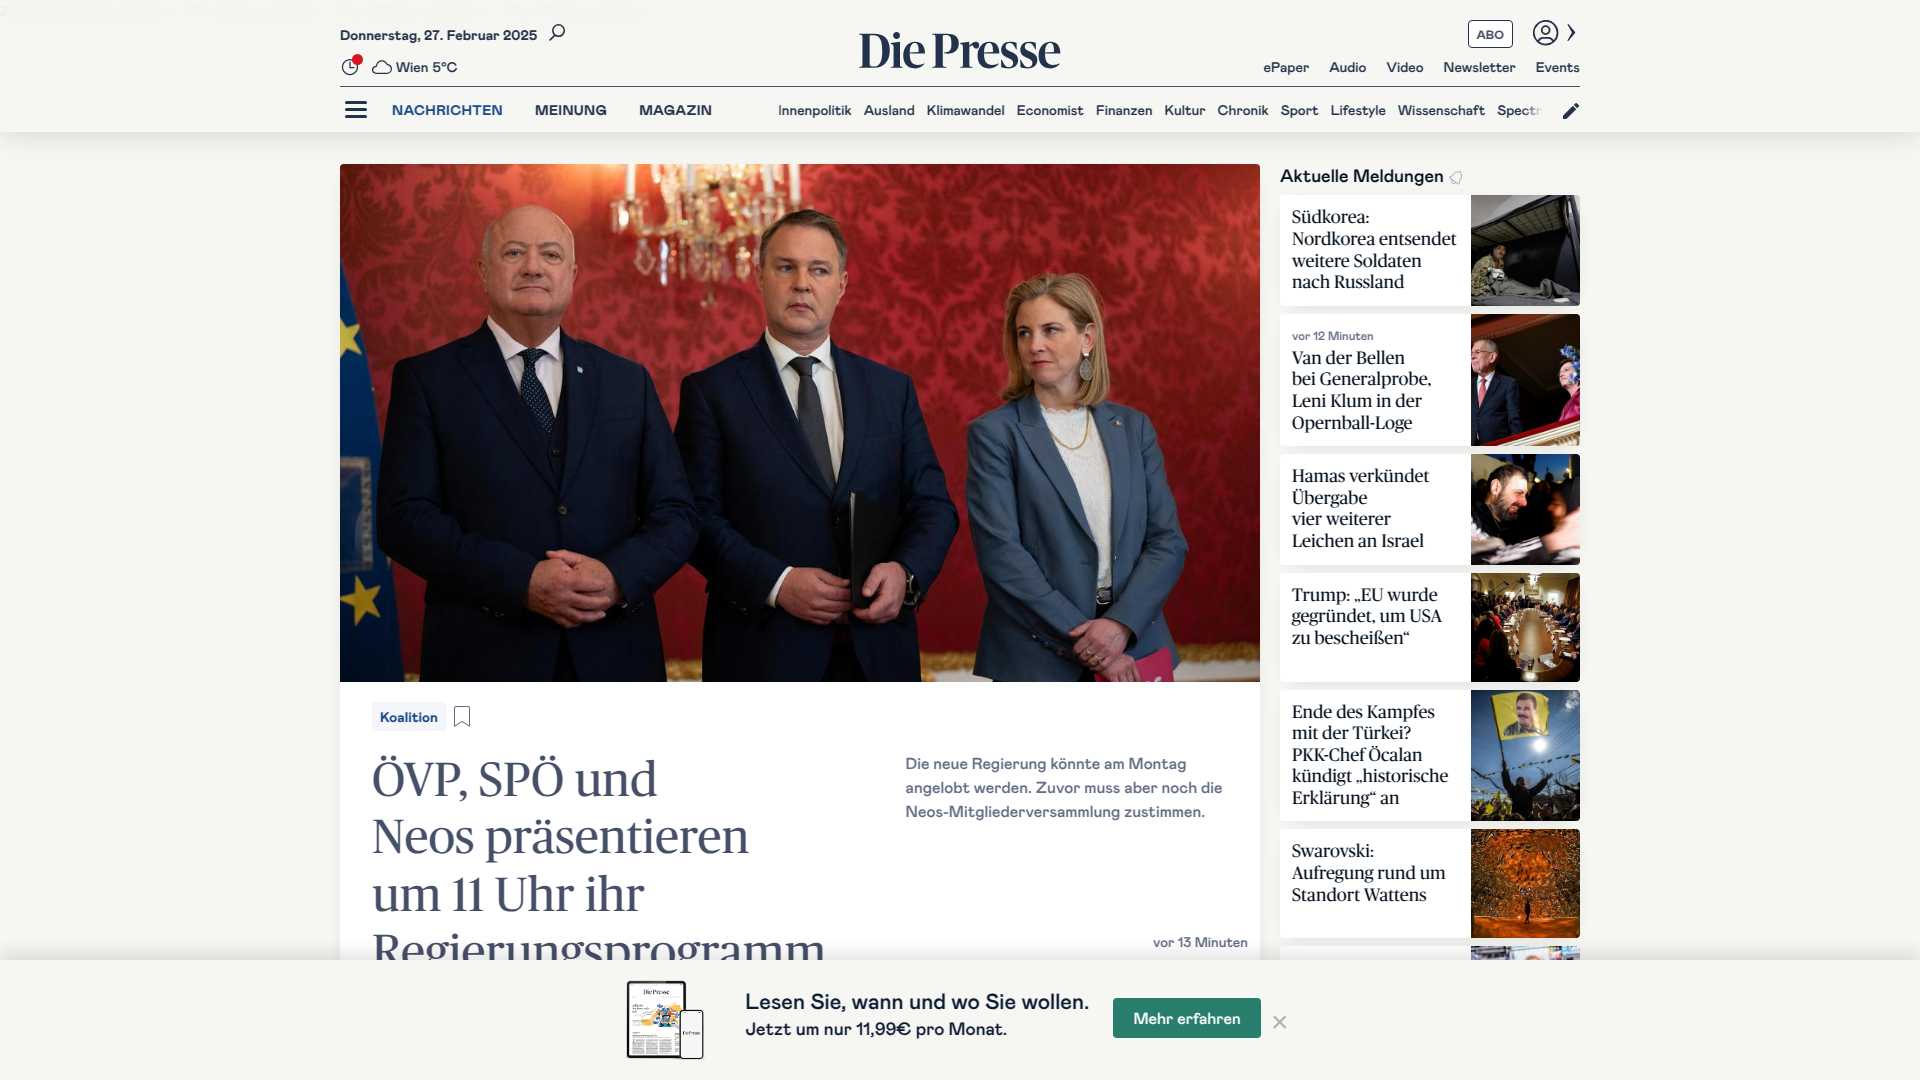 Donnerstag, 27. Februar 2025
Wien 5°C
Die Presse
ABO
ePaper Audio Video Newsletter Events
NACHRICHTEN MEINUNG MAGAZIN
Innenpolitik Ausland Klimawandel Economist Finanzen Kultur Chronik Sport Lifestyle Wissenschaft Spectr
Koalition
ÖVP, SPÖ und
Neos präsentieren
um 11 Uhr ihr
Regierungsprogramm
Die neue Regierung könnte am Montag
angelobt werden. Zuvor muss aber noch die
Neos-Mitgliederversammlung zustimmen.
vor 13 Minuten
Aktuelle Meldungen
Südkorea:
Nordkorea entsendet
weitere Soldaten
nach Russland
vor 12 Minuten
Van der Bellen
bei Generalprobe,
Leni Klum in der
Opernball-Loge
Hamas verkündet
Übergabe
vier weiterer
Leichen an Israel
Trump: „EU wurde
gegründet, um USA
zu bescheißen“
Ende des Kampfes
mit der Türkei?
PKK-Chef Öcalan
kündigt „historische
Erklärung“ an
Swarovski:
Aufregung rund um
Standort Wattens
Die Presse
Die Presse
Lesen Sie, wann und wo Sie wollen.
Jetzt um nur 11,99€ pro Monat.
Mehr erfahren